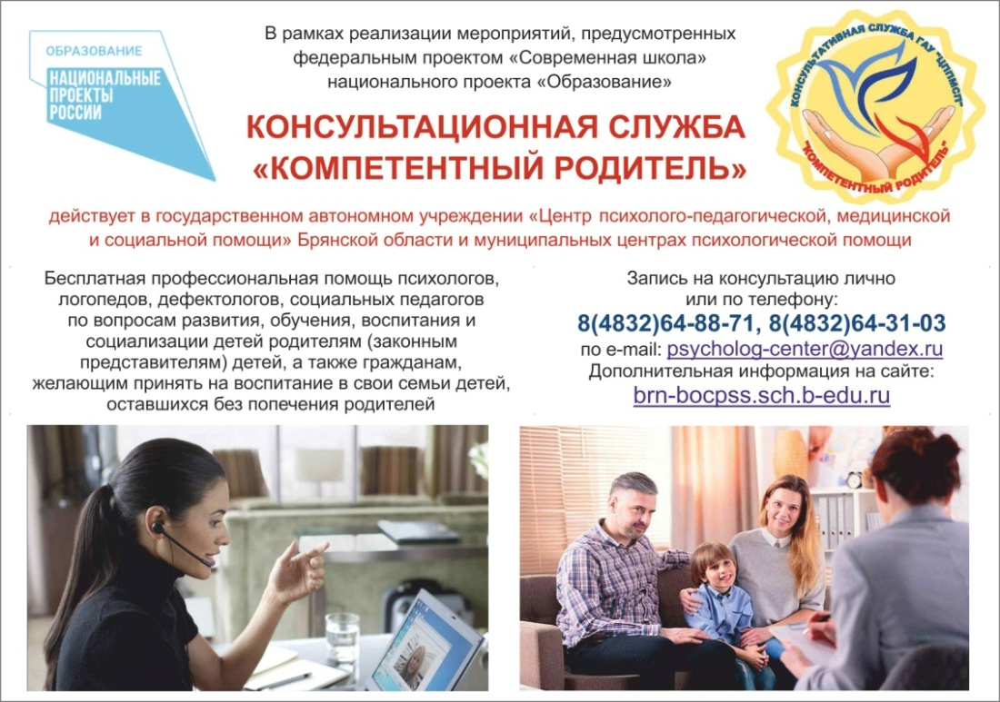 ОБРАЗОВАНИЕ
НАЦИОНАЛЬНЫЕ
ПРОЕКТЫ
РОССИИ
В рамках реализации мероприятий, предусмотренных
федеральным проектом «Современная школа»
национального проекта «Образование»
КОНСУЛЬТАЦИОННАЯ СЛУЖБА
«КОМПЕТЕНТНЫЙ РОДИТЕЛЬ»
КОНСУЛЬТАТИВНАЯ СЛУЖБА ГАУ "ЦППМСП"
"КОМПЕТЕНТНЫЙ РОДИТЕЛЬ"
действует в государственном автономном учреждении «Центр психолого-педагогической, медицинской
и социальной помощи» Брянской области и муниципальных центрах психологической помощи
Бесплатная профессиональная помощь психологов,
логопедов, дефектологов, социальных педагогов
по вопросам развития, обучения, воспитания и
социализации детей родителям (законным
представителям) детей, а также гражданам,
желающим принять на воспитание в свои семьи детей,
оставшихся без попечения родителей
Запись на консультацию лично
или по телефону:
8(4832)64-88-71, 8(4832)64-31-03
по e-mail: psycholog-center@yandex.ru
Дополнительная информация на сайте:
brn-bocpss.sch.b-edu.ru